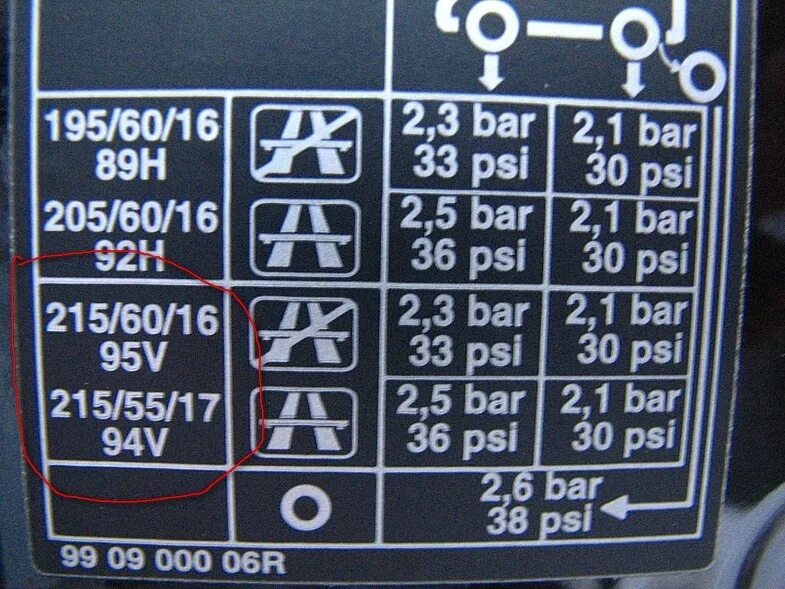 195/60/16
89H
2,3 bar
33 psi
2,1 bar
30 psi
205/60/16
92H
2,5 bar
36 psi
2,1 bar
30 psi
215/60/16
95V
2,3 bar
33 psi
2,1 bar
30 psi
215/55/17
94V
2,5 bar
36 psi
2,1 bar
30 psi
2,6 bar
38 psi
99 09 000 06R